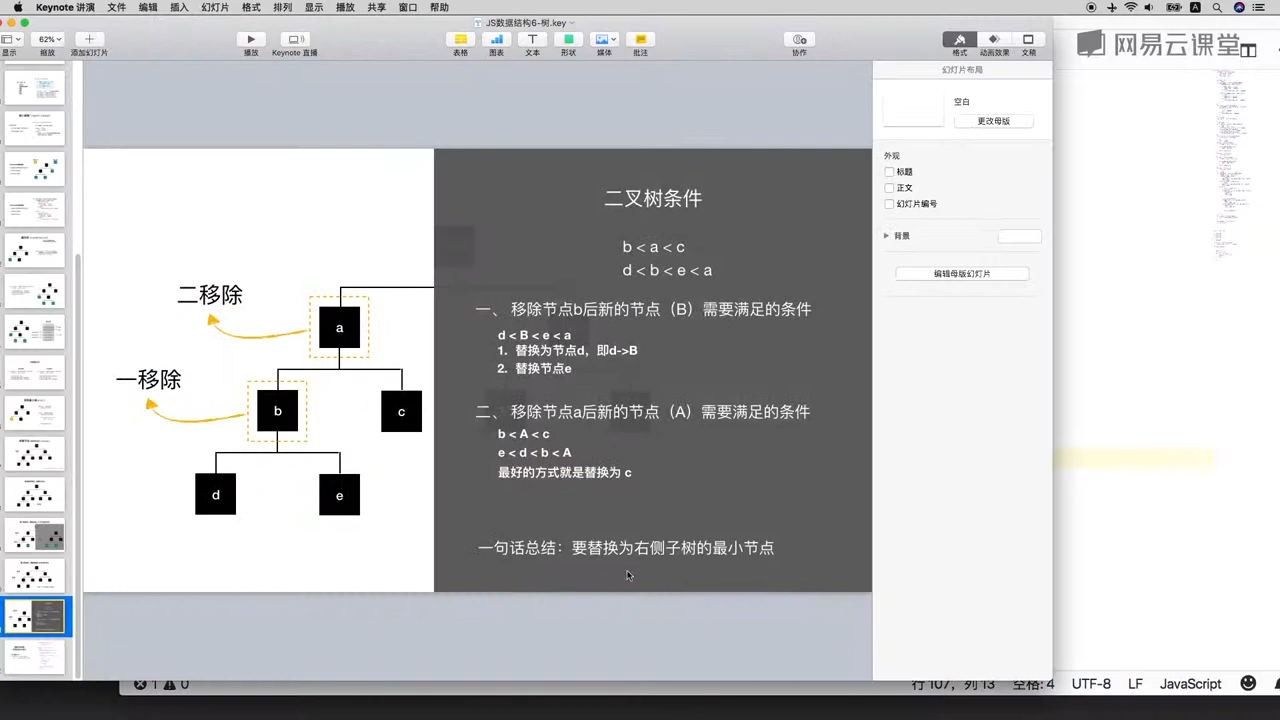 Keynote 讲演 文件 编辑 插入 幻灯片 格式 排列 显示 播放 共享 窗口 帮助
JS数据结构6-树.key
62%
显示 缩放 添加幻灯片 播放 Keynote 直播 表格 图表 文本 形状 媒体 批注 协作 格式 动画效果 文稿
网易云课堂
幻灯片布局
空白
更改母版
外观
标题
正文
幻灯片编号
背景
编辑母版幻灯片
二叉树条件
b < a < c
d < b < e < a
一、 移除节点b后新的节点（B）需要满足的条件
d < B < e < a
1. 替换为节点d，即d->B
2. 替换节点e
二、 移除节点a后新的节点（A）需要满足的条件
b < A < c
e < d < b < A
最好的方式就是替换为 c
一句话总结：要替换为右侧子树的最小节点
二移除
a
一移除
b
c
d
e
1 0
行 107，列 13 空格: 4 UTF-8 LF JavaScript